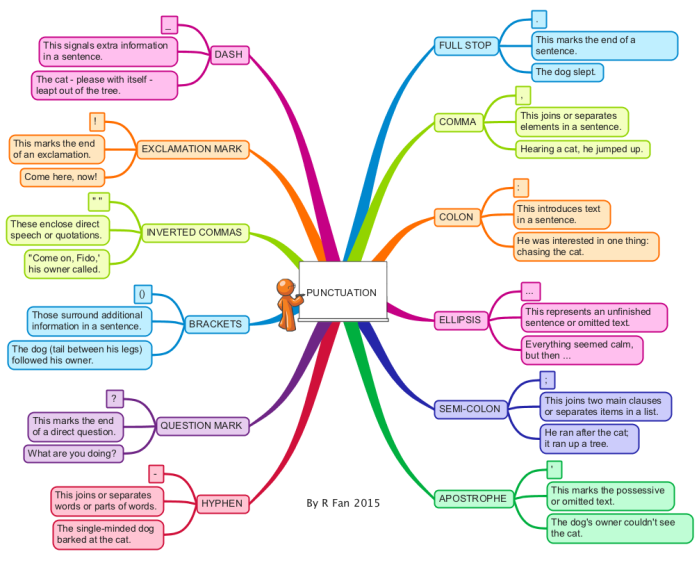 PUNCTUATION
FULL STOP
.
This marks the end of a
sentence.
The dog slept.
COMMA
,
This joins or separates
elements in a sentence.
Hearing a cat, he jumped up.
COLON
:
This introduces text
in a sentence.
He was interested in one thing:
chasing the cat.
ELLIPSIS
...
This represents an unfinished
sentence or omitted text.
Everything seemed calm,
but then ...
SEMI-COLON
;
This joins two main clauses
or separates items in a list.
He ran after the cat;
it ran up a tree.
APOSTROPHE
'
This marks the possessive
or omitted text.
The dog's owner couldn't see
the cat.
DASH
_
This signals extra information
in a sentence.
The cat - please with itself -
leapt out of the tree.
EXCLAMATION MARK
!
This marks the end
of an exclamation.
Come here, now!
INVERTED COMMAS
" "
These enclose direct
speech or quotations.
"Come on, Fido,'
his owner called.
BRACKETS
()
Those surround additional
information in a sentence.
The dog (tail between his legs)
followed his owner.
QUESTION MARK
?
This marks the end
of a direct question.
What are you doing?
HYPHEN
-
This joins or separates
words or parts of words.
The single-minded dog
barked at the cat.
By R Fan 2015